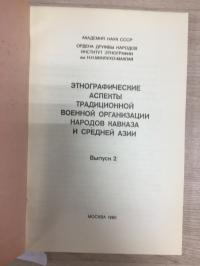 АКАДЕМИЯ НАУК СССР
ОРДЕНА ДРУЖБЫ НАРОДОВ
ИНСТИТУТ ЭТНОГРАФИИ
им. Н.Н.МИКЛУХО-МАКЛАЯ
ЭТНОГРАФИЧЕСКИЕ
АСПЕКТЫ
ТРАДИЦИОННОЙ
ВОЕННОЙ ОРГАНИЗАЦИИ
НАРОДОВ КАВКАЗА
И СРЕДНЕЙ АЗИИ
Выпуск 2
МОСКВА 1990